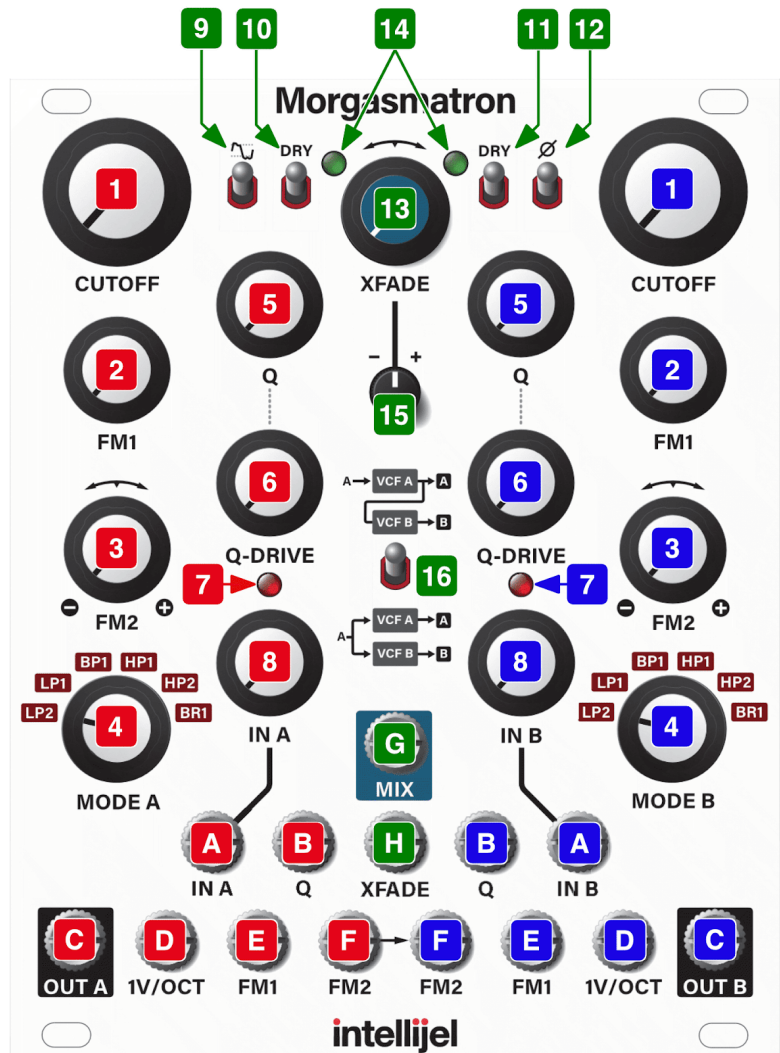 9 10 14 11 12
Morgasmatron
DRY DRY
1 13 1
CUTOFF XFADE CUTOFF
5 5
Q Q
2 2
FM1 FM1
− +
15
6 A VCF A A 6
VCF B B
Q-DRIVE Q-DRIVE
3 3
− FM2 + − FM2 +
7 16 7
8 VCF A A 8
A
VCF B B
LP2 LP1 BP1 HP1 HP2 BR1 LP2 LP1 BP1 HP1 HP2 BR1
4 4
MODE A MODE B
IN A IN B
G
MIX
A B H B A
IN A Q XFADE Q IN B
C D E F F E D C
OUT A 1V/OCT FM1 FM2 FM2 FM1 1V/OCT OUT B
intellijel